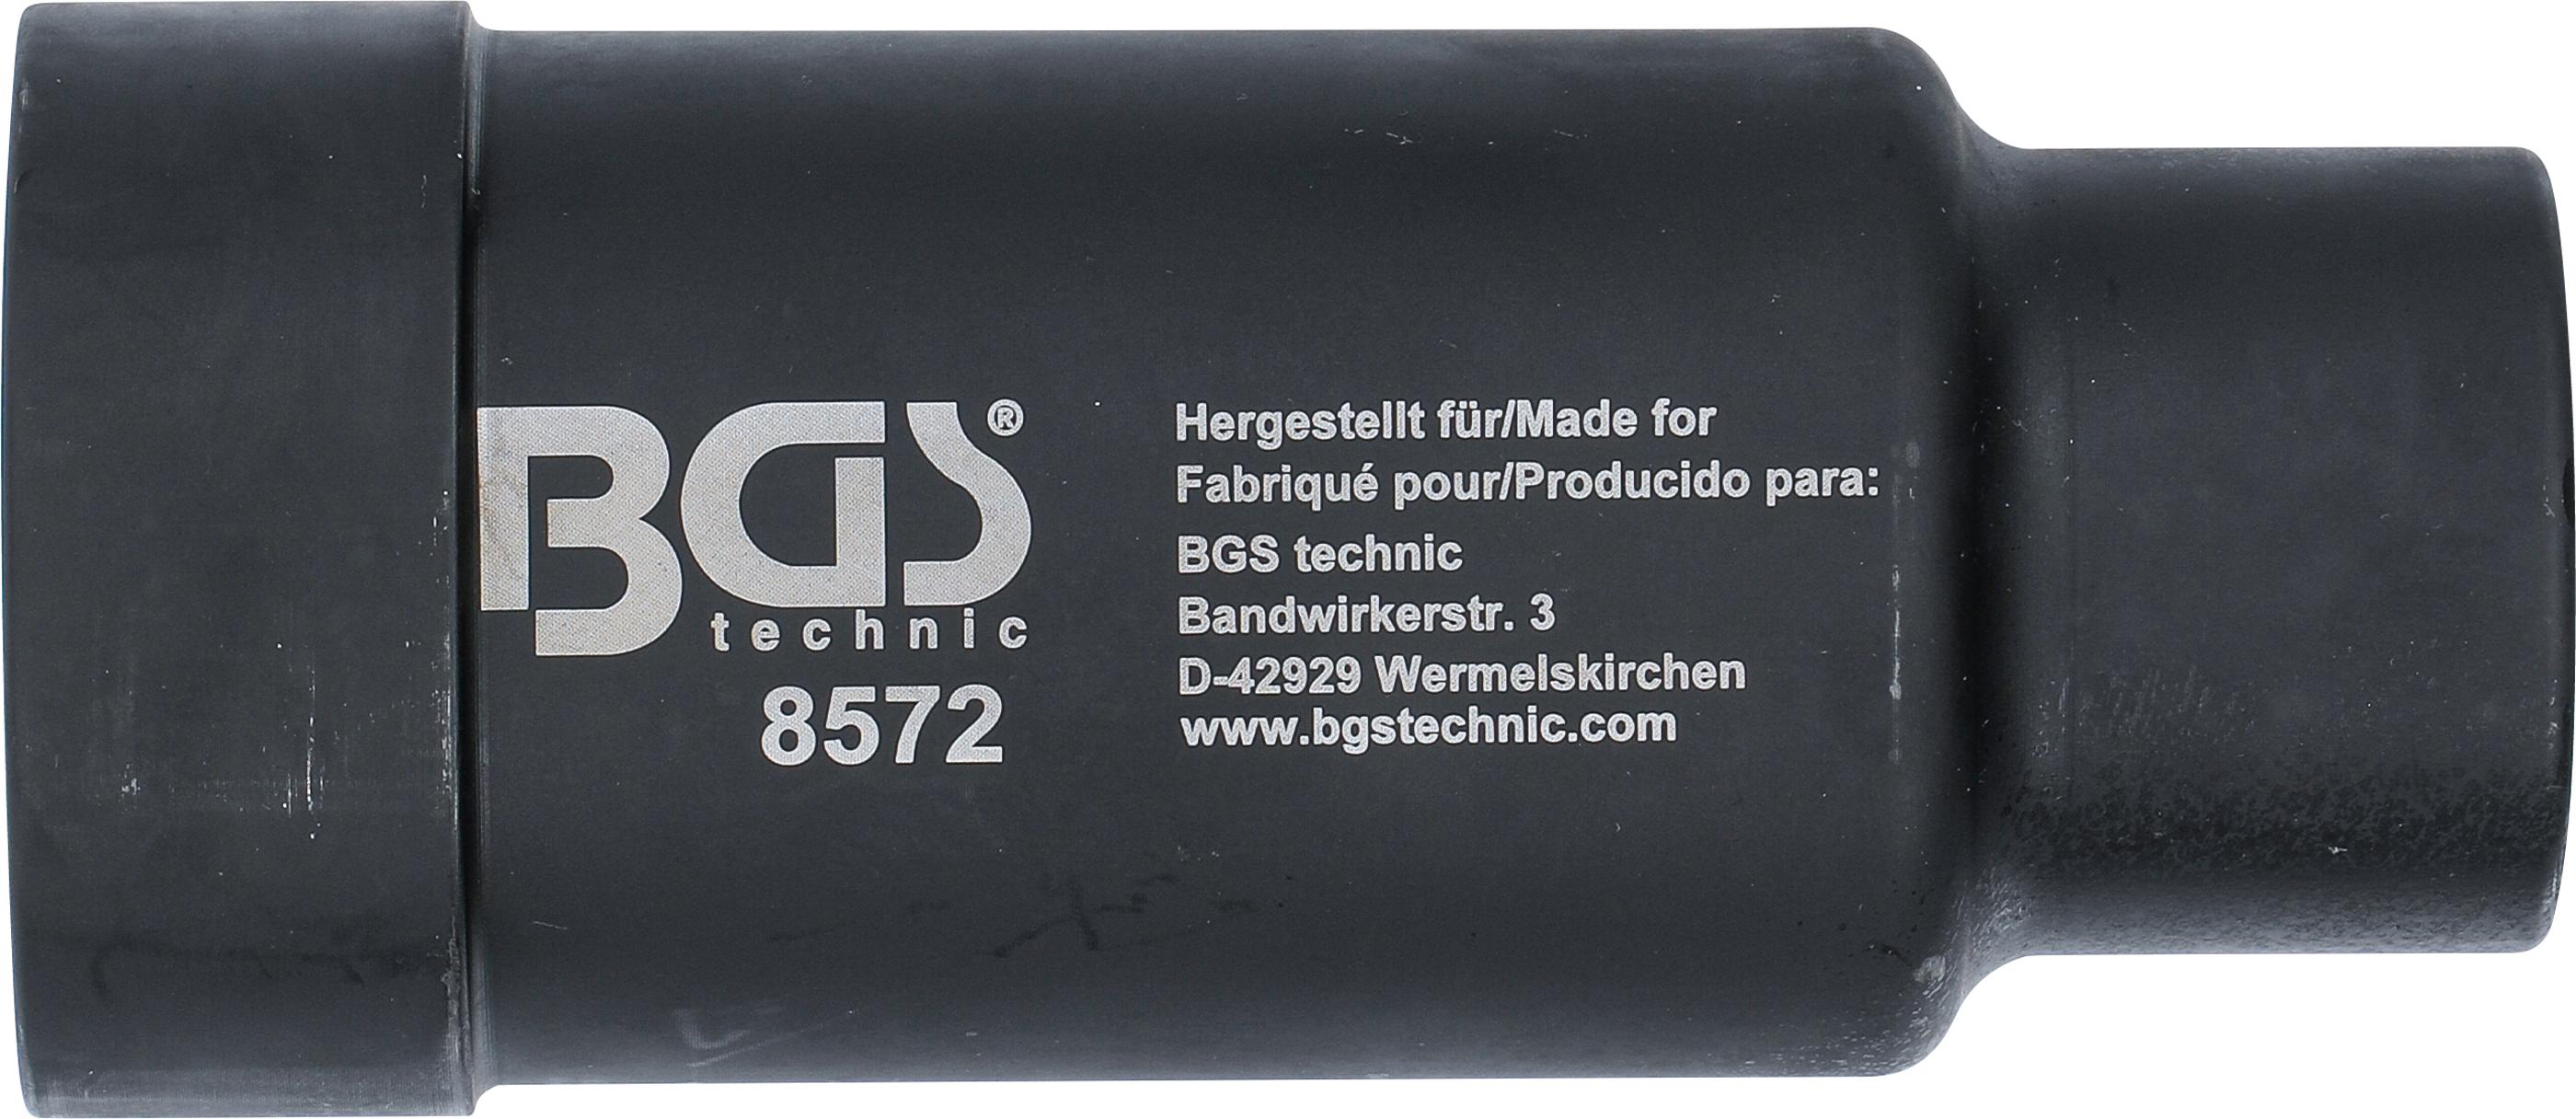 BGS®
technic
8572
Hergestellt für/Made for
Fabriqué pour/Producido para:
BGS technic
Bandwirkerstr. 3
D-42929 Wermelskirchen
www.bgstechnic.com